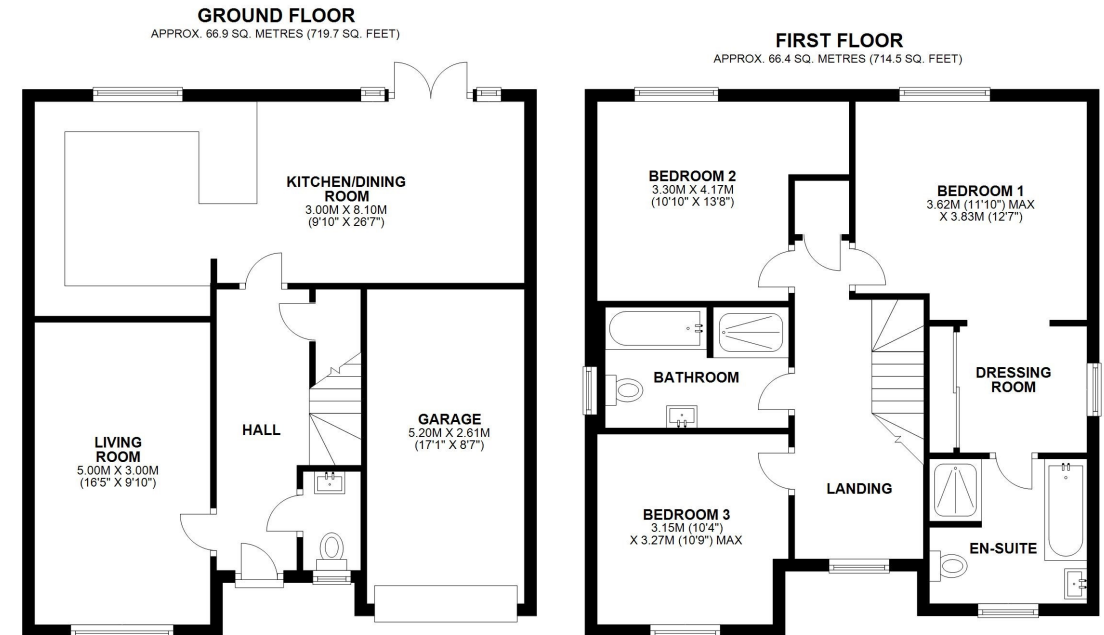 GROUND FLOOR
APPROX. 66.9 SQ. METRES (719.7 SQ. FEET)
KITCHEN/DINING
ROOM
3.00M X 8.10M
(9'10" X 26'7")
LIVING
ROOM
5.00M X 3.00M
(16'5" X 9'10")
HALL
GARAGE
5.20M X 2.61M
(17'1" X 8'7")
FIRST FLOOR
APPROX. 66.4 SQ. METRES (714.5 SQ. FEET)
BEDROOM 2
3.30M X 4.17M
(10'10" X 13'8")
BEDROOM 1
3.62M (11'10") MAX
X 3.83M (12'7")
BATHROOM
DRESSING
ROOM
BEDROOM 3
3.15M (10'4")
X 3.27M (10'9") MAX
LANDING
EN-SUITE